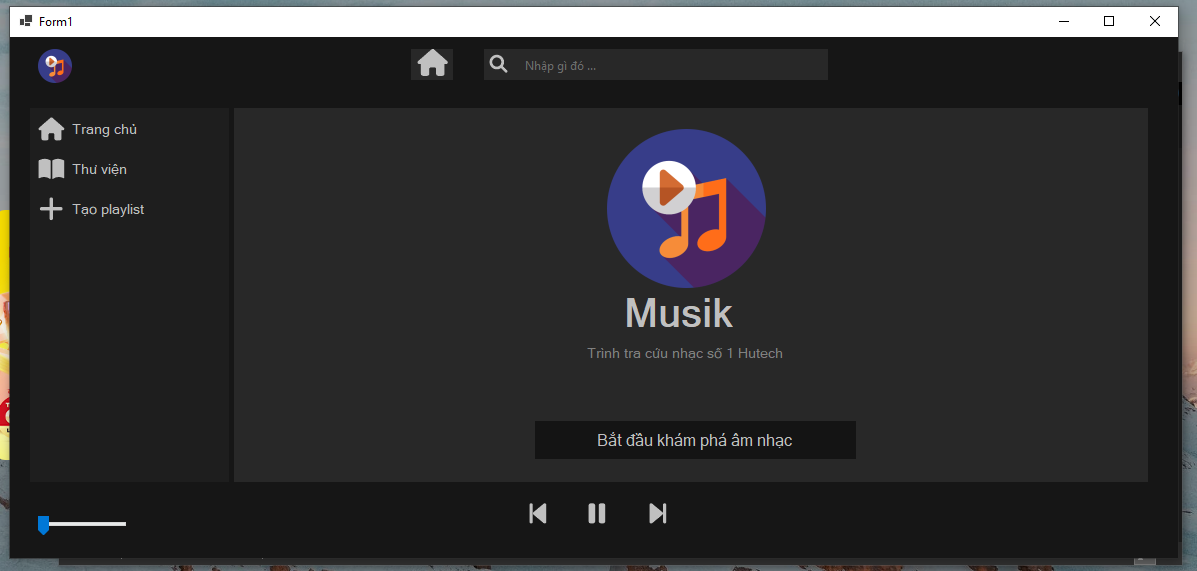 Form1
Nhập gì đó ...
Trang chủ
Thư viện
Tạo playlist
Musik
Trình tra cứu nhạc số 1 Hutech
Bắt đầu khám phá âm nhạc